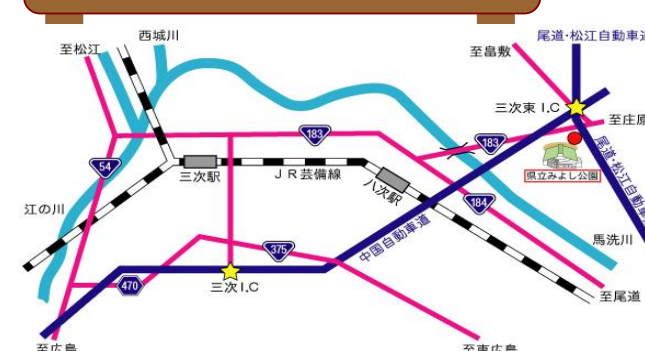 西城川
至松江
尾道・松江自動車道
至畠敷
三次東 I.C
至庄原
183
183
54
三次駅
JR芸備線
八次駅
県立みよし公園
尾道・松江自動車
江の川
184
中国自動車道
馬洗川
375
470
三次I.C
至尾道
至広島
至東広島